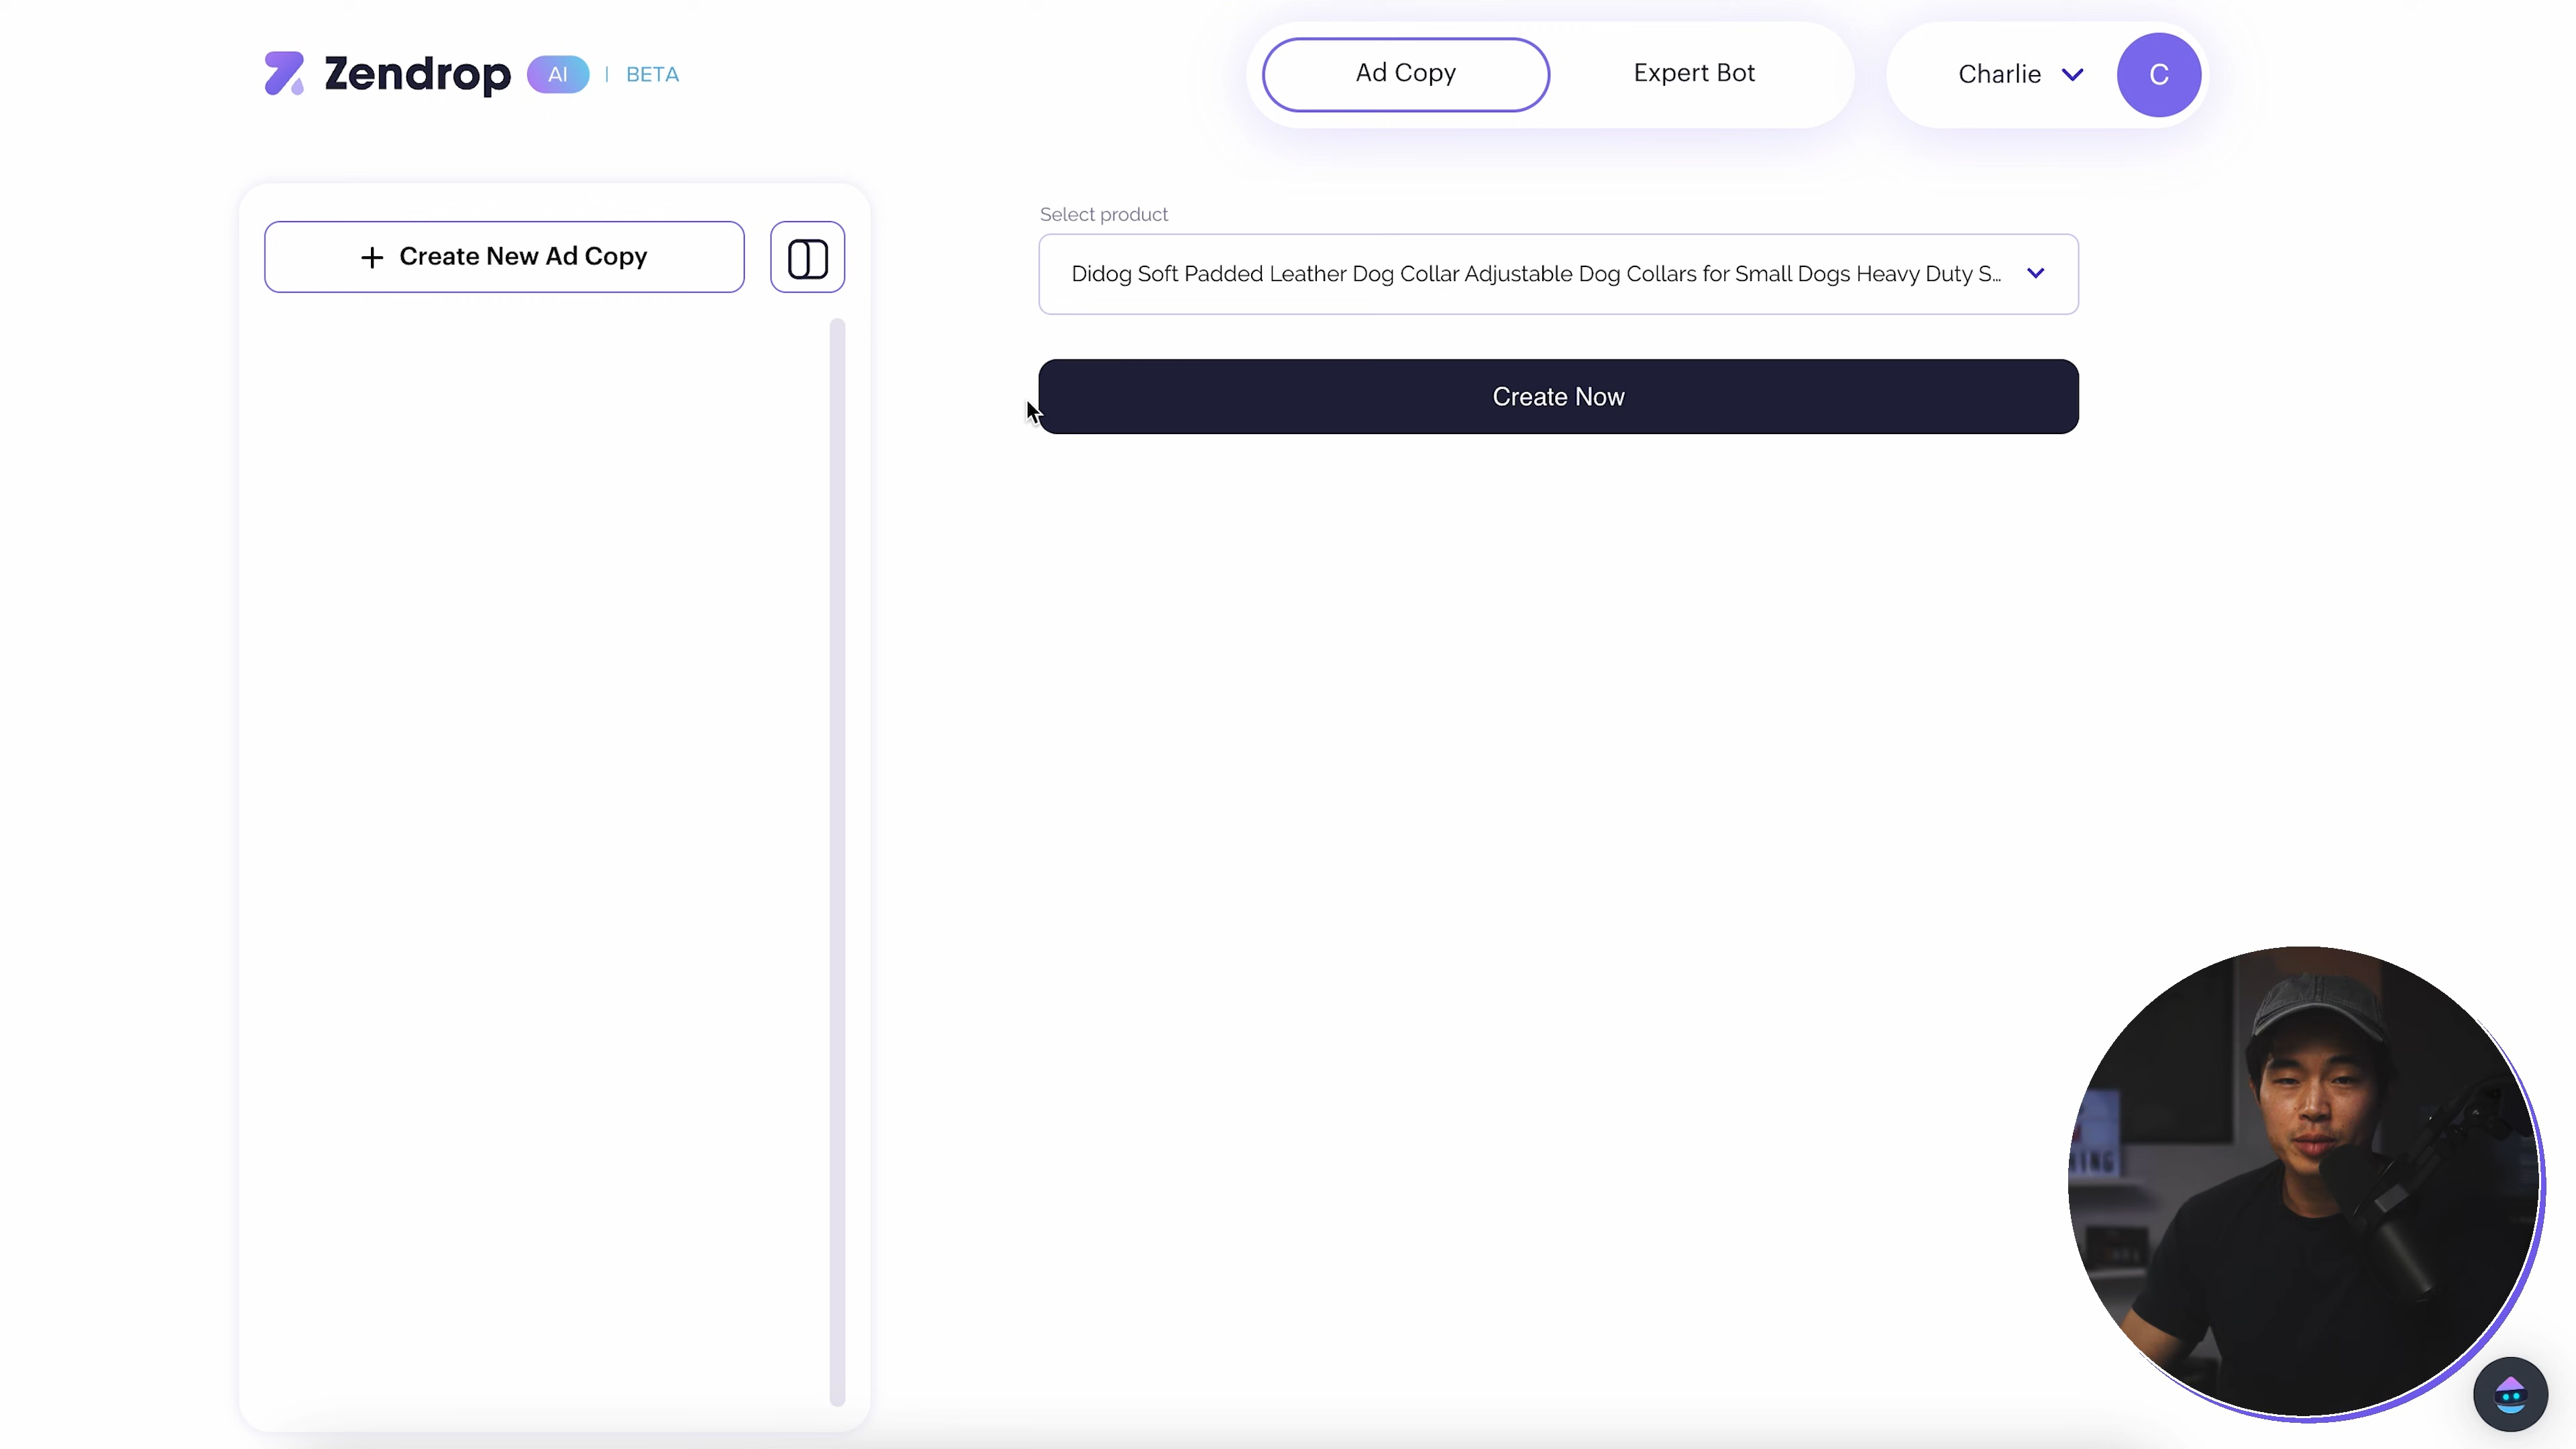 Zendrop AI | BETA
Ad Copy
Expert Bot
Charlie
C
+ Create New Ad Copy
Select product
Didog Soft Padded Leather Dog Collar Adjustable Dog Collars for Small Dogs Heavy Duty S...
Create Now